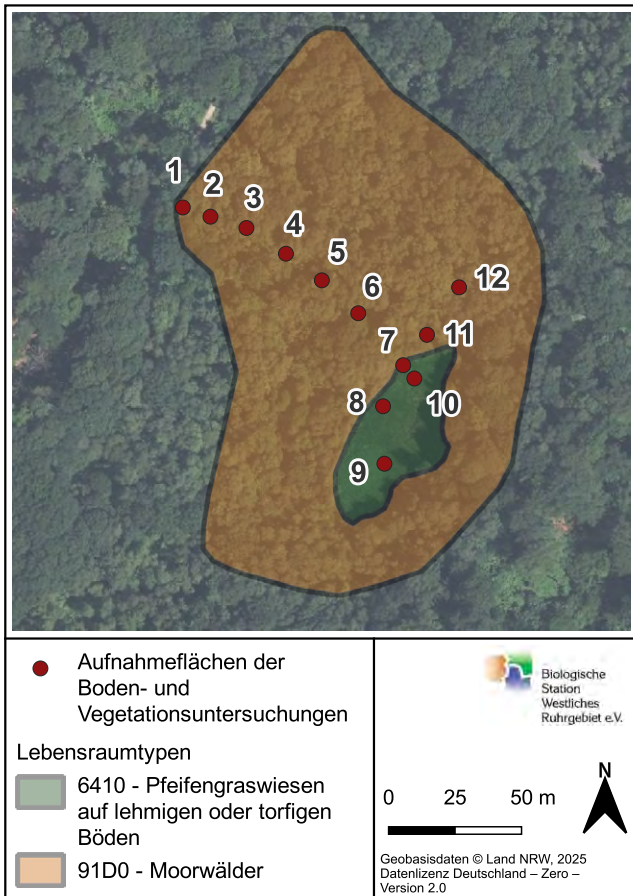 1
2
3
4
5
6
12
11
7
8
10
9
Aufnahmeflächen der
Boden- und
Vegetationsuntersuchungen
Lebensraumtypen
6410 - Pfeifengraswiesen
auf lehmigen oder torfigen
Böden
91D0 - Moorwälder
Biologische
Station
Westliches
Ruhrgebiet e.V.
N
0 25 50 m
Geobasisdaten © Land NRW, 2025
Datenlizenz Deutschland – Zero –
Version 2.0